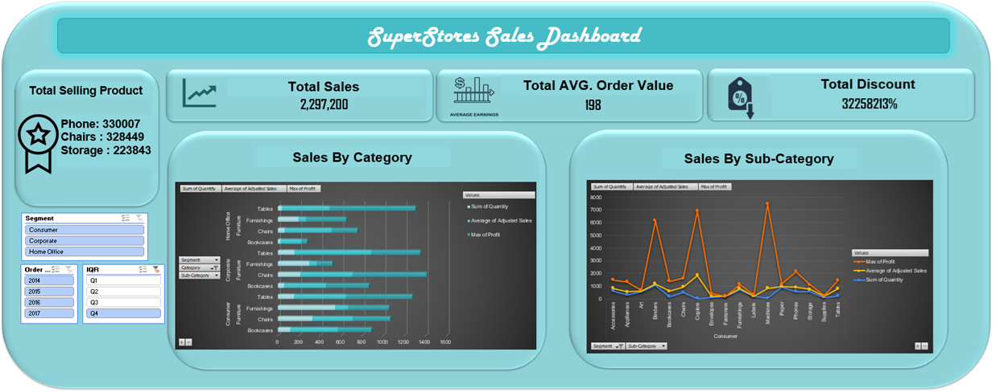 SuperStores Sales Dashboard
Total Selling Product
Phone: 330007
Chairs : 328449
Storage : 223843
Total Sales
2,297,200
AVERAGE EARNINGS
Total AVG. Order Value
198
%
Total Discount
32258213%
Segment
Consumer
Corporate
Home Office
Order ...
2014
2015
2016
2017
IQR
Q1
Q2
Q3
Q4
Sales By Category
Sum of Quantity Average of Adjusted Sales Max of Profit
Values
Sum of Quantity
Average of Adjusted Sales
Max of Profit
Segment
Category
Sub-Category
Home Office
Furniture
Tables
Furnishings
Chairs
Bookcases
Corporate
Furniture
Tables
Furnishings
Chairs
Bookcases
Consumer
Furniture
Tables
Furnishings
Chairs
Bookcases
0 200 400 600 800 1000 1200 1400 1600
+ −
Sales By Sub-Category
Sum of Quantity Average of Adjusted Sales Max of Profit
8000
7000
6000
5000
4000
3000
2000
1000
0
Accessories
Appliances
Art
Binders
Bookcases
Chairs
Copiers
Envelopes
Fasteners
Furnishings
Labels
Machines
Paper
Phones
Storage
Supplies
Tables
Consumer
Values
Max of Profit
Average of Adjusted Sales
Sum of Quantity
Segment Sub-Category
+ −